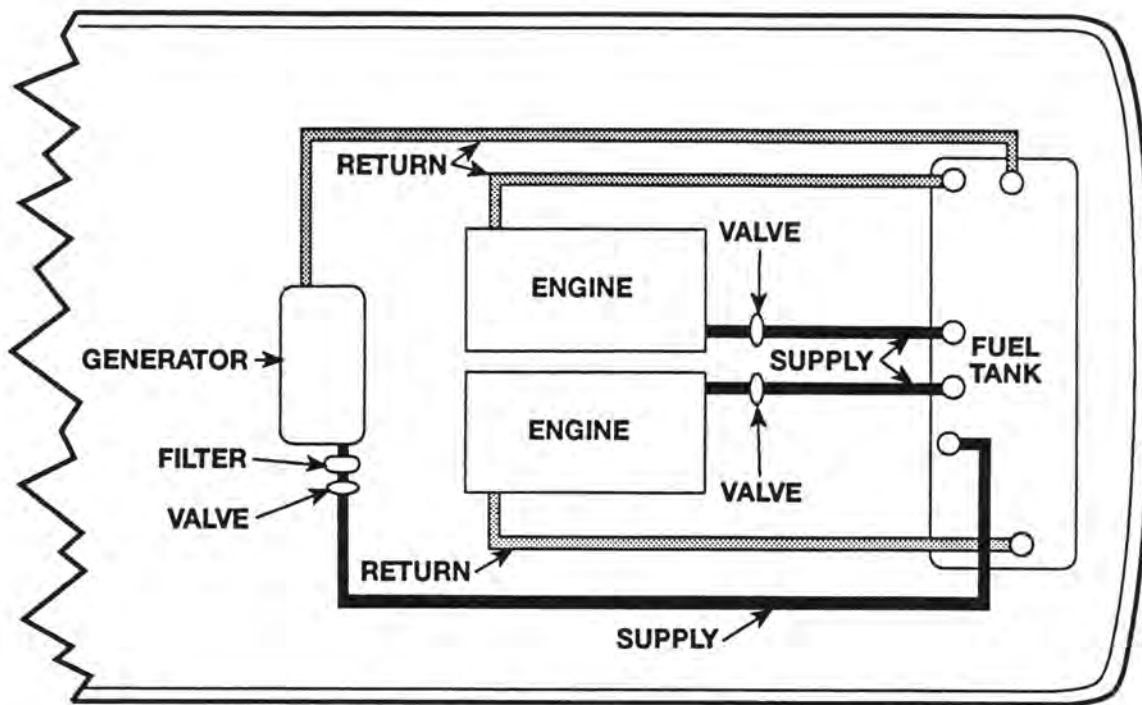 RETURN
VALVE
ENGINE
GENERATOR
SUPPLY
FUEL
TANK
ENGINE
FILTER
VALVE
VALVE
RETURN
SUPPLY